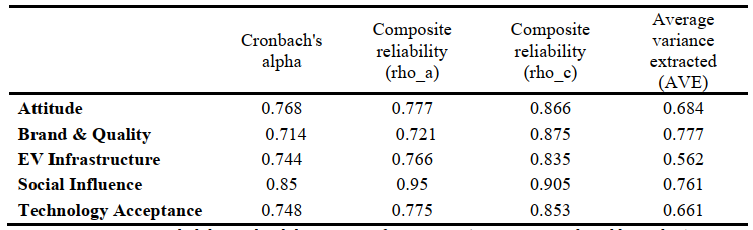 Cronbach's alpha Composite reliability (rho_a) Composite reliability (rho_c) Average variance extracted (AVE)
Attitude 0.768 0.777 0.866 0.684
Brand & Quality 0.714 0.721 0.875 0.777
EV Infrastructure 0.744 0.766 0.835 0.562
Social Influence 0.85 0.95 0.905 0.761
Technology Acceptance 0.748 0.775 0.853 0.661